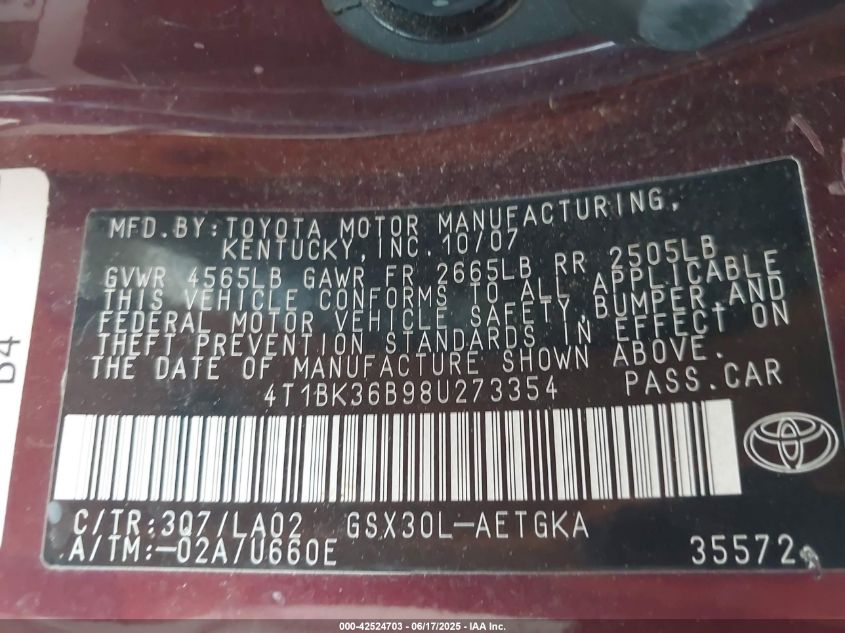 MFD.BY:TOYOTA MOTOR MANUFACTURING,
KENTUCKY,INC.10/07
GVWR 4565LB GAWR FR 2665LB RR 2505LB
THIS VEHICLE CONFORMS TO ALL APPLICABLE
FEDERAL MOTOR VEHICLE SAFETY,BUMPER,AND
THEFT PREVENTION STANDARDS IN EFFECT ON
THE DATE OF MANUFACTURE SHOWN ABOVE.
4T1BK36B98U273354 PASS.CAR
C/TR:3Q7/LA02 GSX30L-AETGKA
A/TM:-02A/U660E 35572
B4
000-42524703 - 06/17/2025 - IAA Inc.